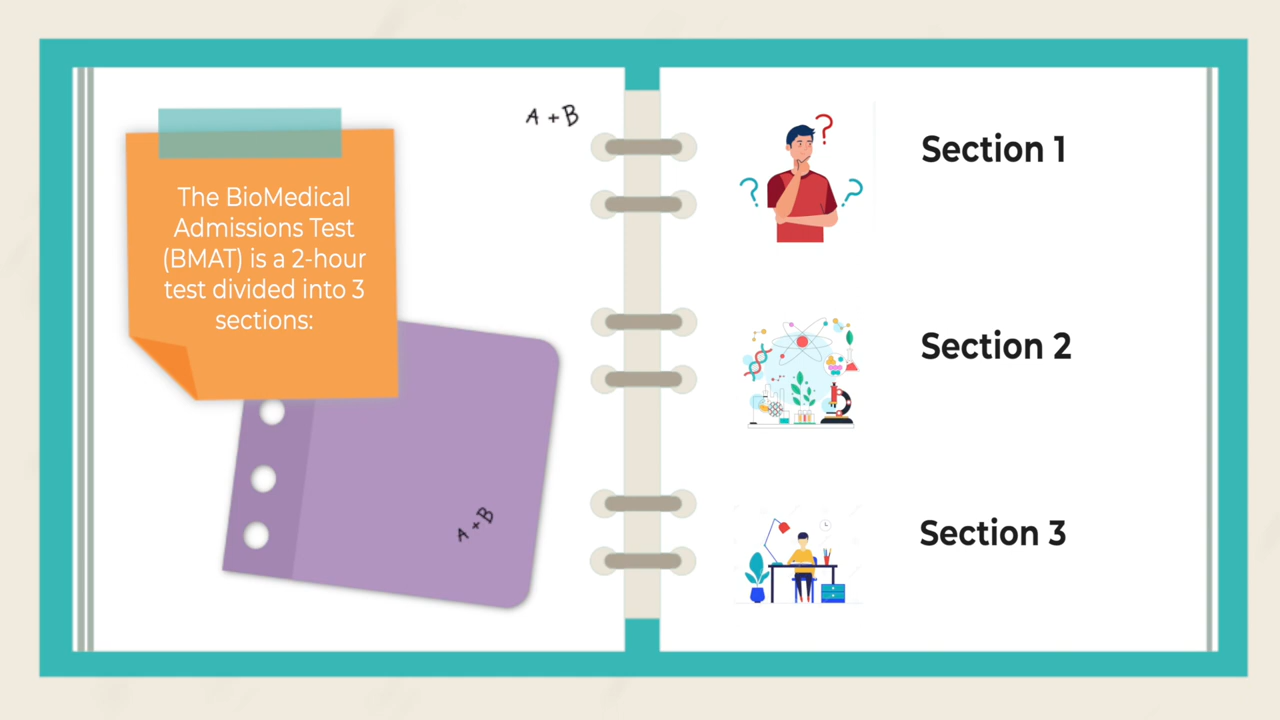 A + B
The BioMedical
Admissions Test
(BMAT) is a 2-hour
test divided into 3
sections:
A + B
? ? ?
Section 1
Section 2
Section 3